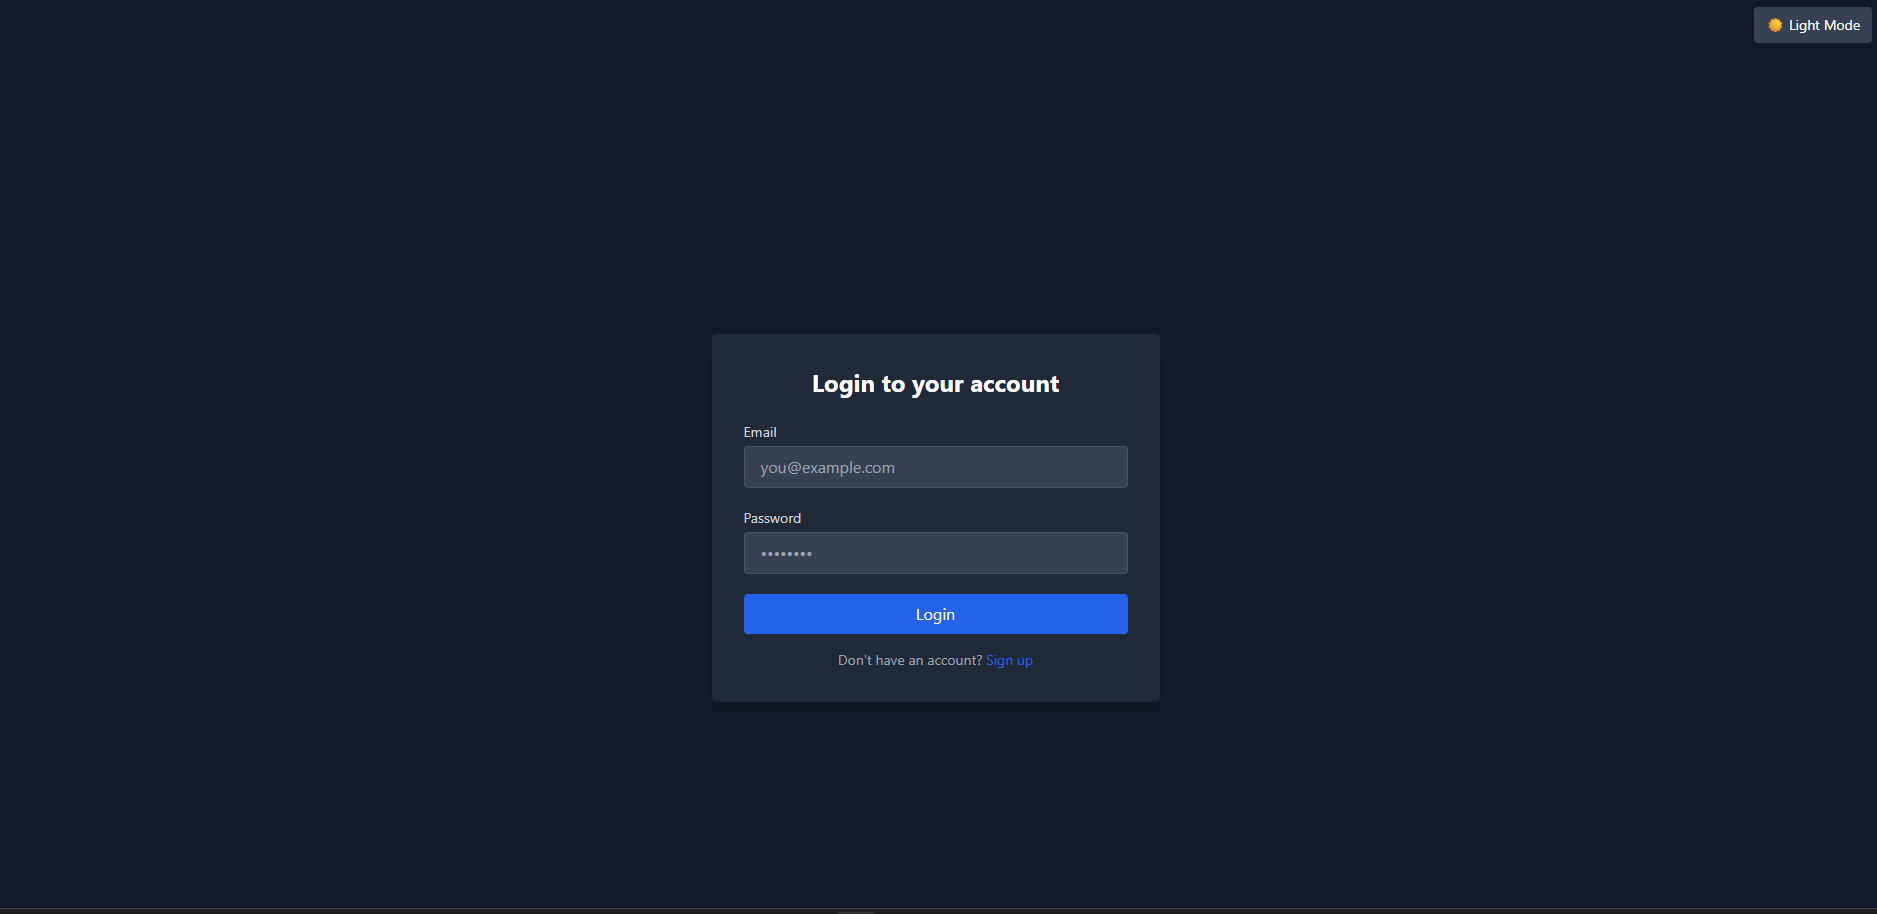 Light Mode
Login to your account
Email
you@example.com
Password
••••••••
Login
Don't have an account? Sign up